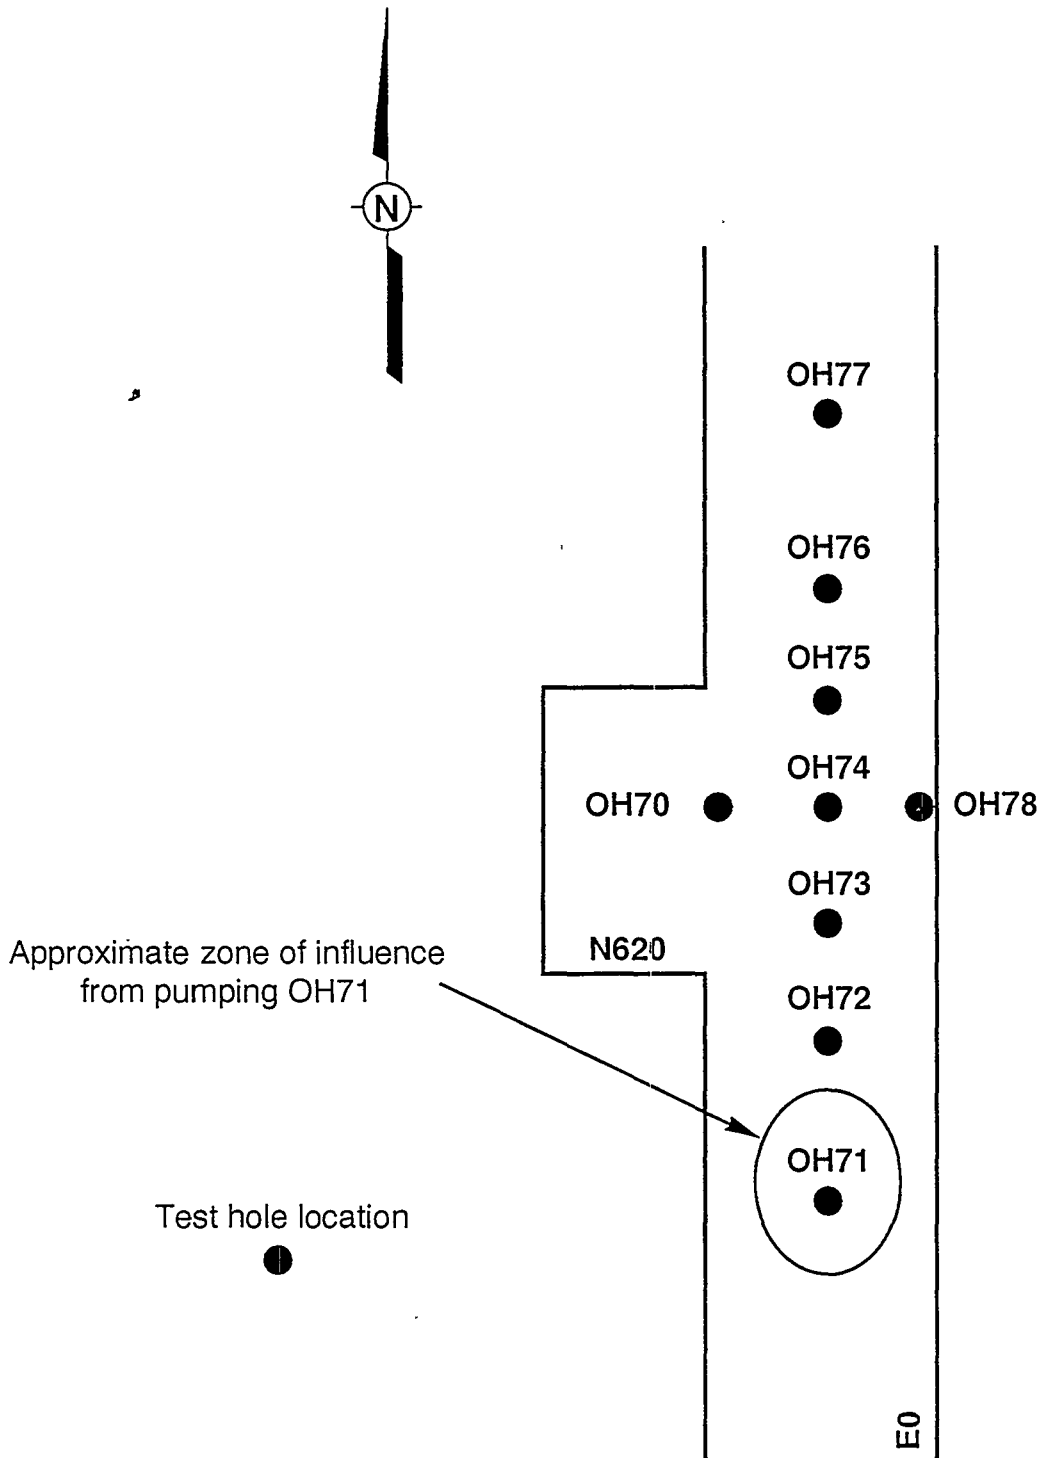 N
OH77
OH76
OH75
OH74
OH70
OH78
OH73
N620
Approximate zone of influence
from pumping OH71
OH72
OH71
Test hole location
E0